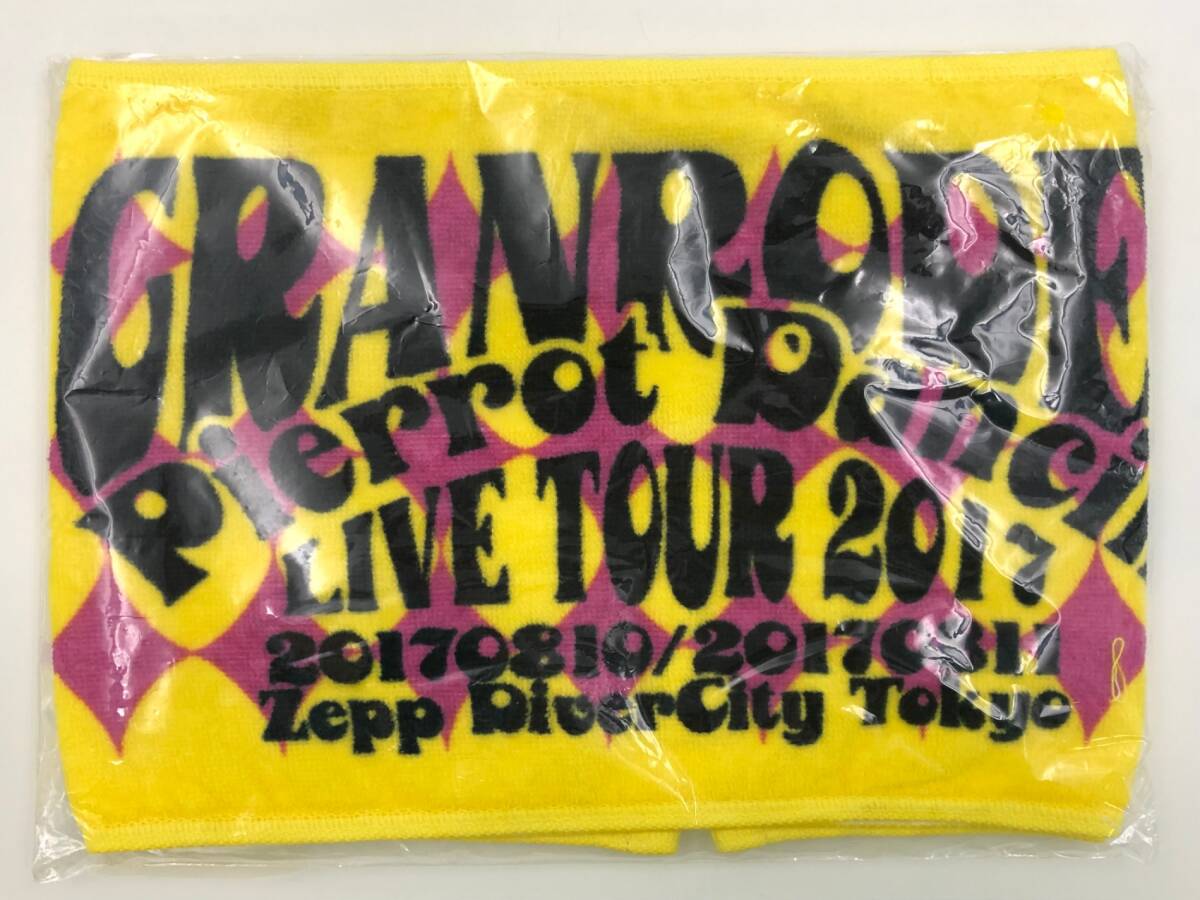 GRANRODEO
Pierrot Dancin'
LIVE TOUR 2017
20170810/20170811
Zepp DiverCity Tokyo